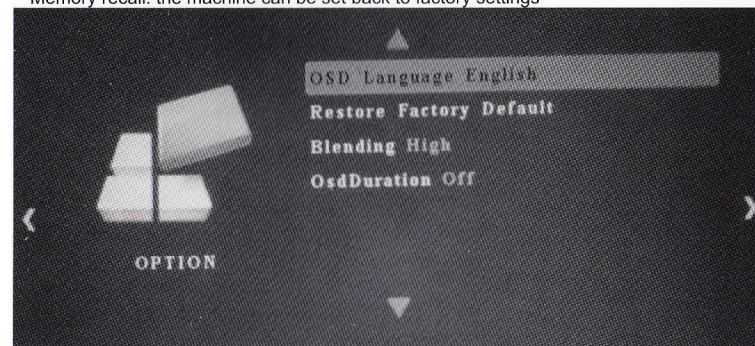 Memory recall: the machine can be set back to factory settings
OSD Language English
Restore Factory Default
Blending High
OsdDuration Off
OPTION